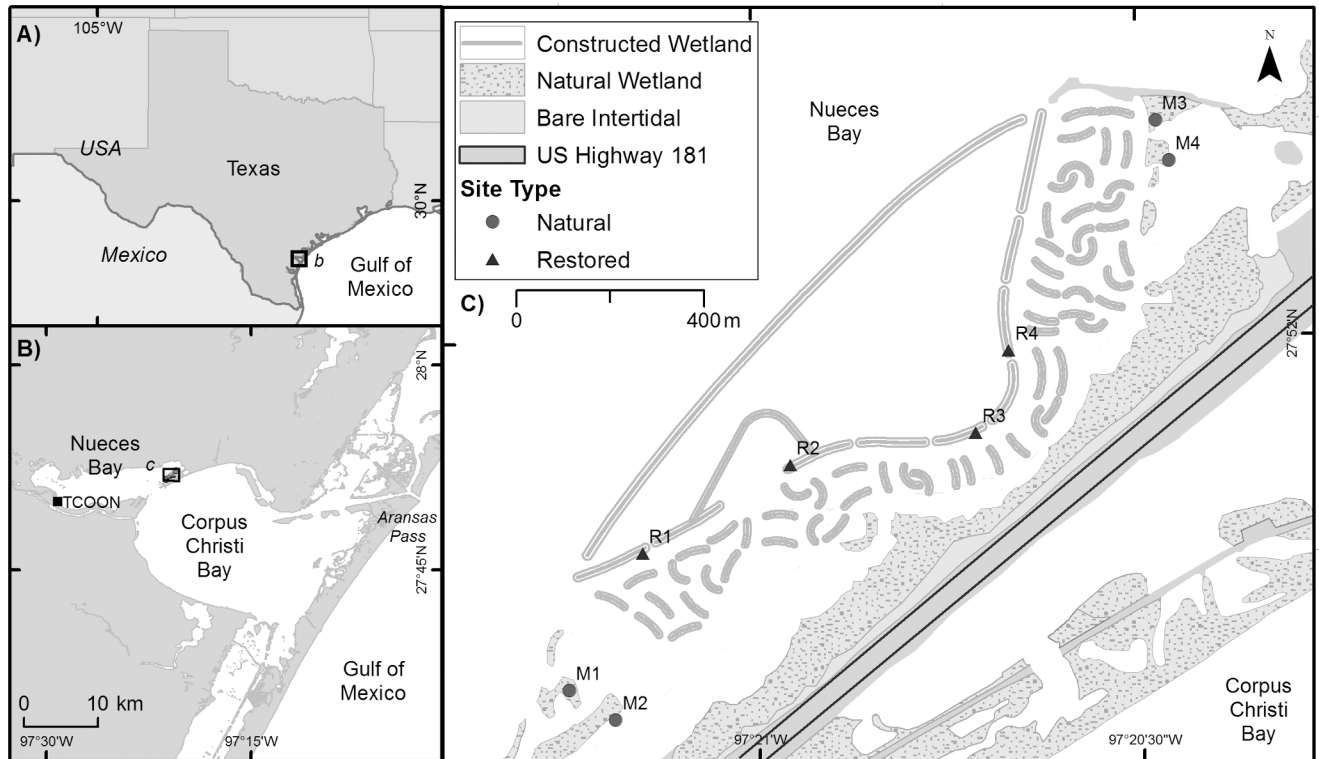 A)
105°W
USA
Texas
30°N
Mexico
b
Gulf of
Mexico
B)
28°N
Nueces
Bay
c
TCOON
Corpus
Christi
Bay
Aransas
Pass
27°45'N
Gulf of
Mexico
0 10 km
97°30'W
97°15'W
Constructed Wetland
Natural Wetland
Bare Intertidal
US Highway 181
Site Type
Natural
Restored
C)
0 400 m
Nueces
Bay
N
M3
M4
R4
27°52'N
R3
R2
R1
M1
M2
97°21'W
97°20'30"W
Corpus
Christi
Bay